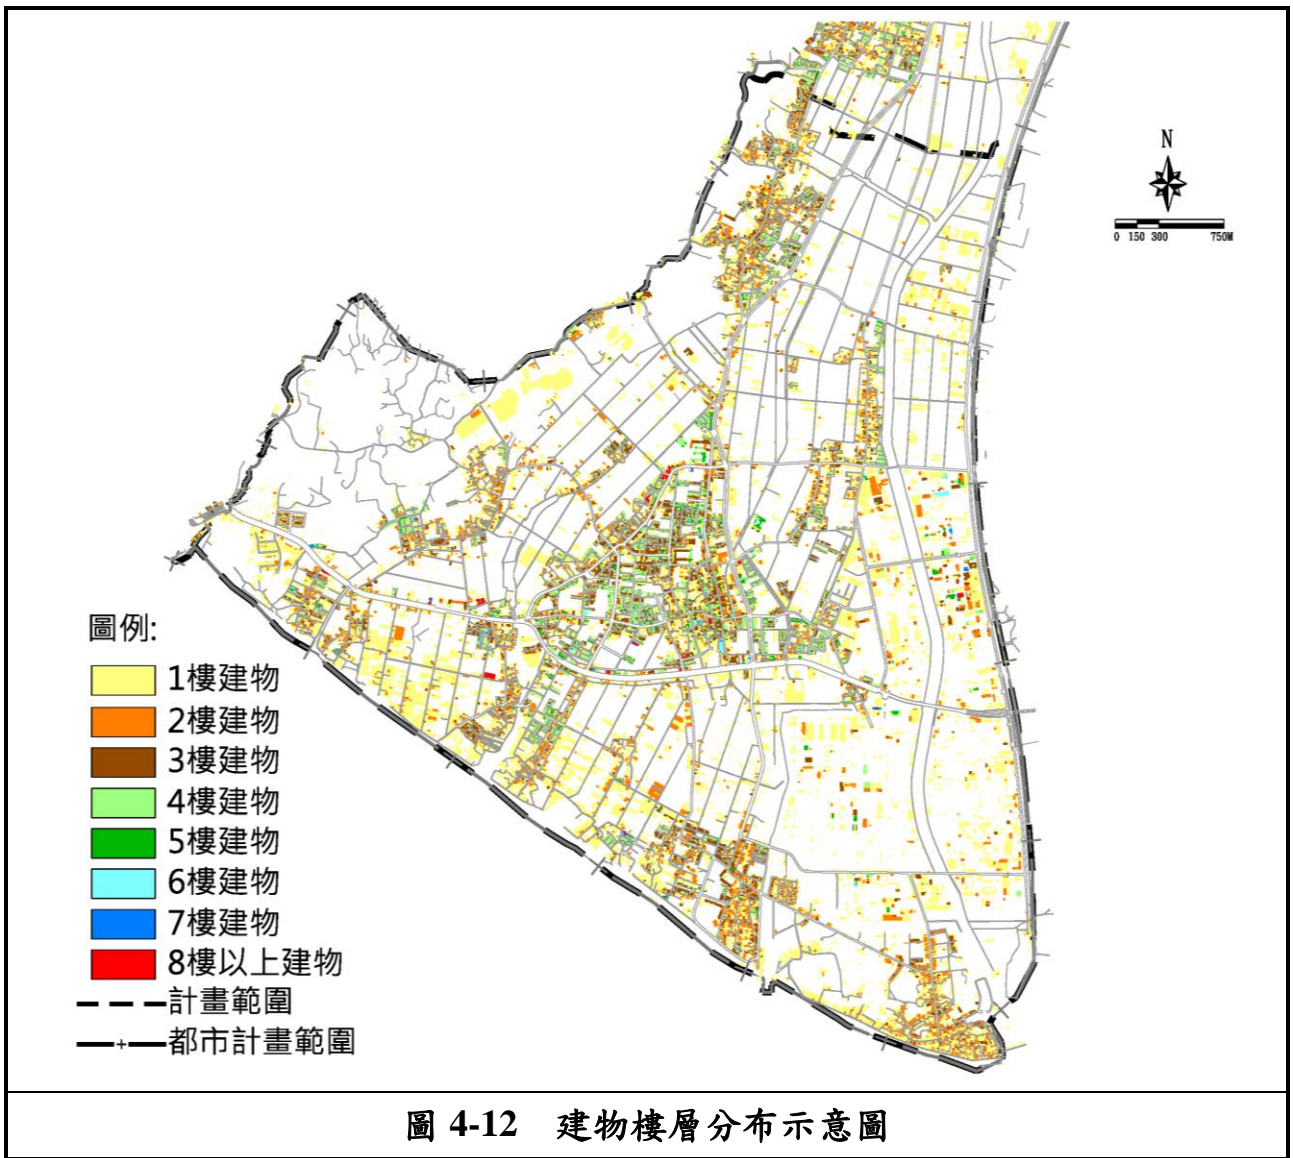 N
0 150 300 750M
圖例:
1樓建物
2樓建物
3樓建物
4樓建物
5樓建物
6樓建物
7樓建物
8樓以上建物
計畫範圍
都市計畫範圍
圖 4-12 建物樓層分布示意圖